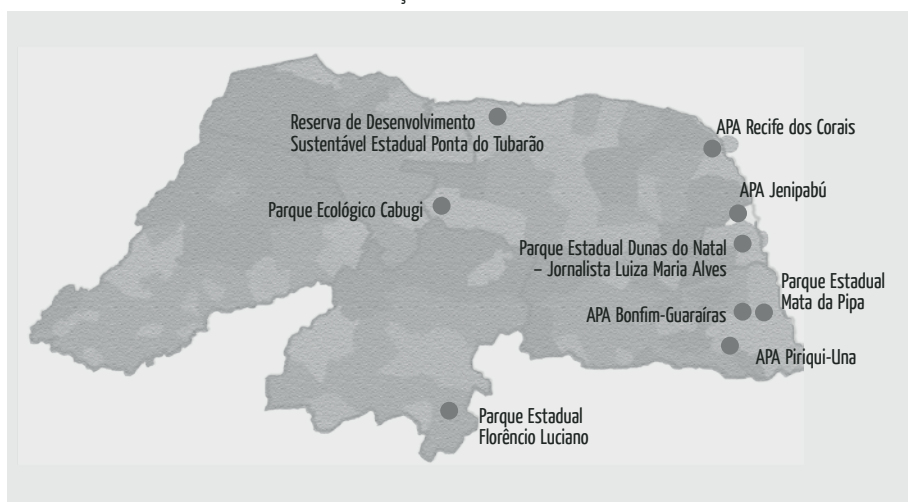 Reserva de Desenvolvimento
Sustentável Estadual Ponta do Tubarão
APA Recife dos Corais
APA Jenipabú
Parque Ecológico Cabugi
Parque Estadual Dunas do Natal
– Jornalista Luiza Maria Alves
Parque Estadual
Mata da Pipa
APA Bonfim-Guaraíras
APA Piriqui-Una
Parque Estadual
Florêncio Luciano